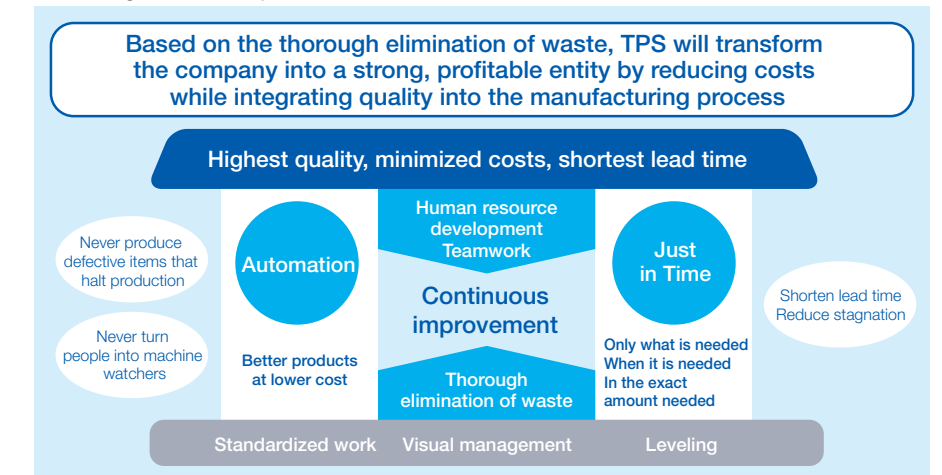 Based on the thorough elimination of waste, TPS will transform
the company into a strong, profitable entity by reducing costs
while integrating quality into the manufacturing process
Highest quality, minimized costs, shortest lead time
Never produce
defective items that
halt production
Never turn
people into machine
watchers
Automation
Better products
at lower cost
Human resource
development
Teamwork
Continuous
improvement
Thorough
elimination of waste
Just
in Time
Only what is needed
When it is needed
In the exact
amount needed
Shorten lead time
Reduce stagnation
Standardized work
Visual management
Leveling